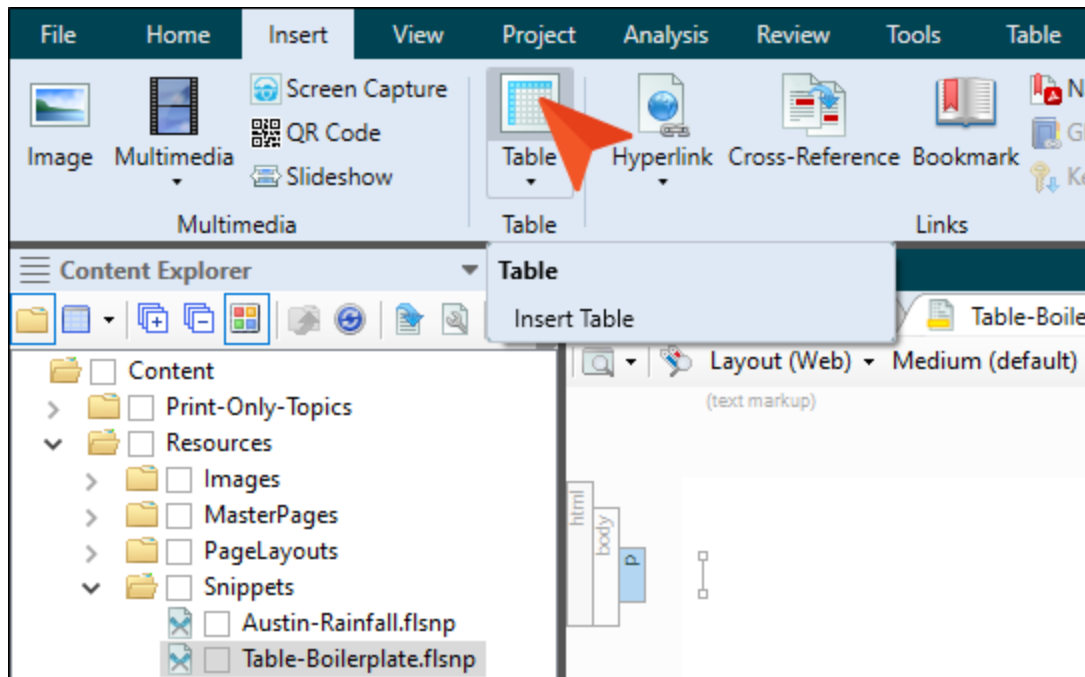 File Home Insert View Project Analysis Review Tools Table
Screen Capture
QR Code
Slideshow
Image Multimedia Table Hyperlink Cross-Reference Bookmark
Multimedia Table Links
Content Explorer
Table
Insert Table
Table-Boile
Layout (Web) Medium (default)
(text markup)
Content
Print-Only-Topics
Resources
Images
MasterPages
PageLayouts
Snippets
Austin-Rainfall.flsnp
Table-Boilerplate.flsnp
html
body
p